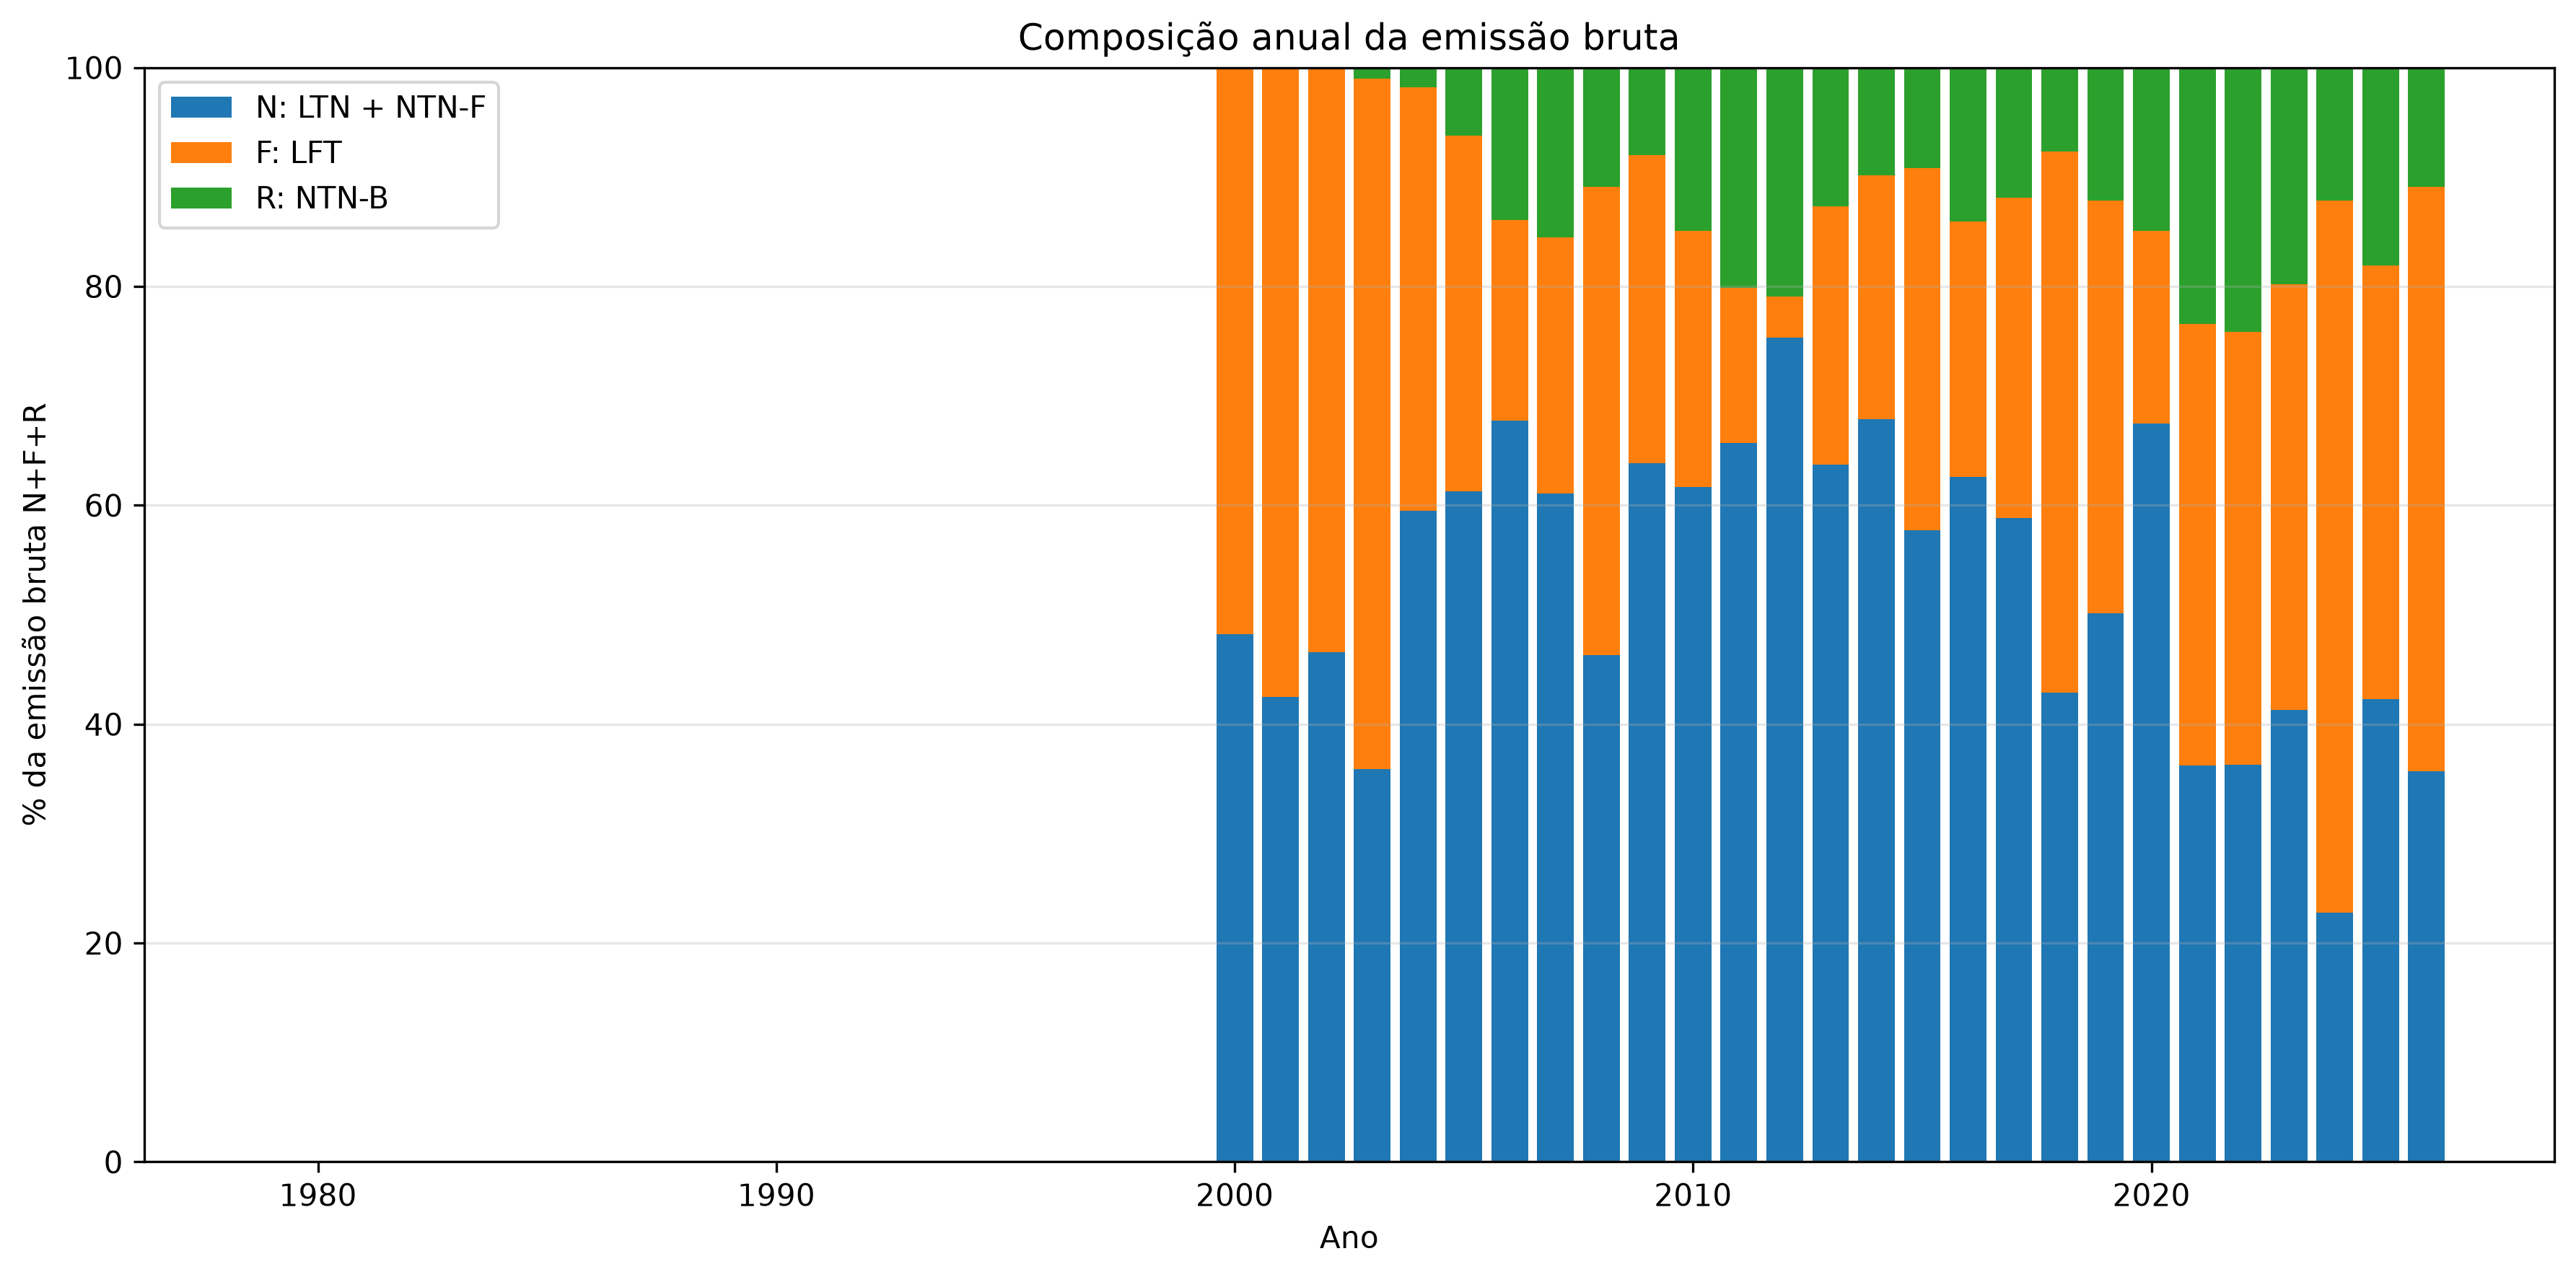 Composição anual da emissão bruta
N: LTN + NTN-F
F: LFT
R: NTN-B
% da emissão bruta N+F+R
100
80
60
40
20
0
1980 1990 2000 2010 2020
Ano